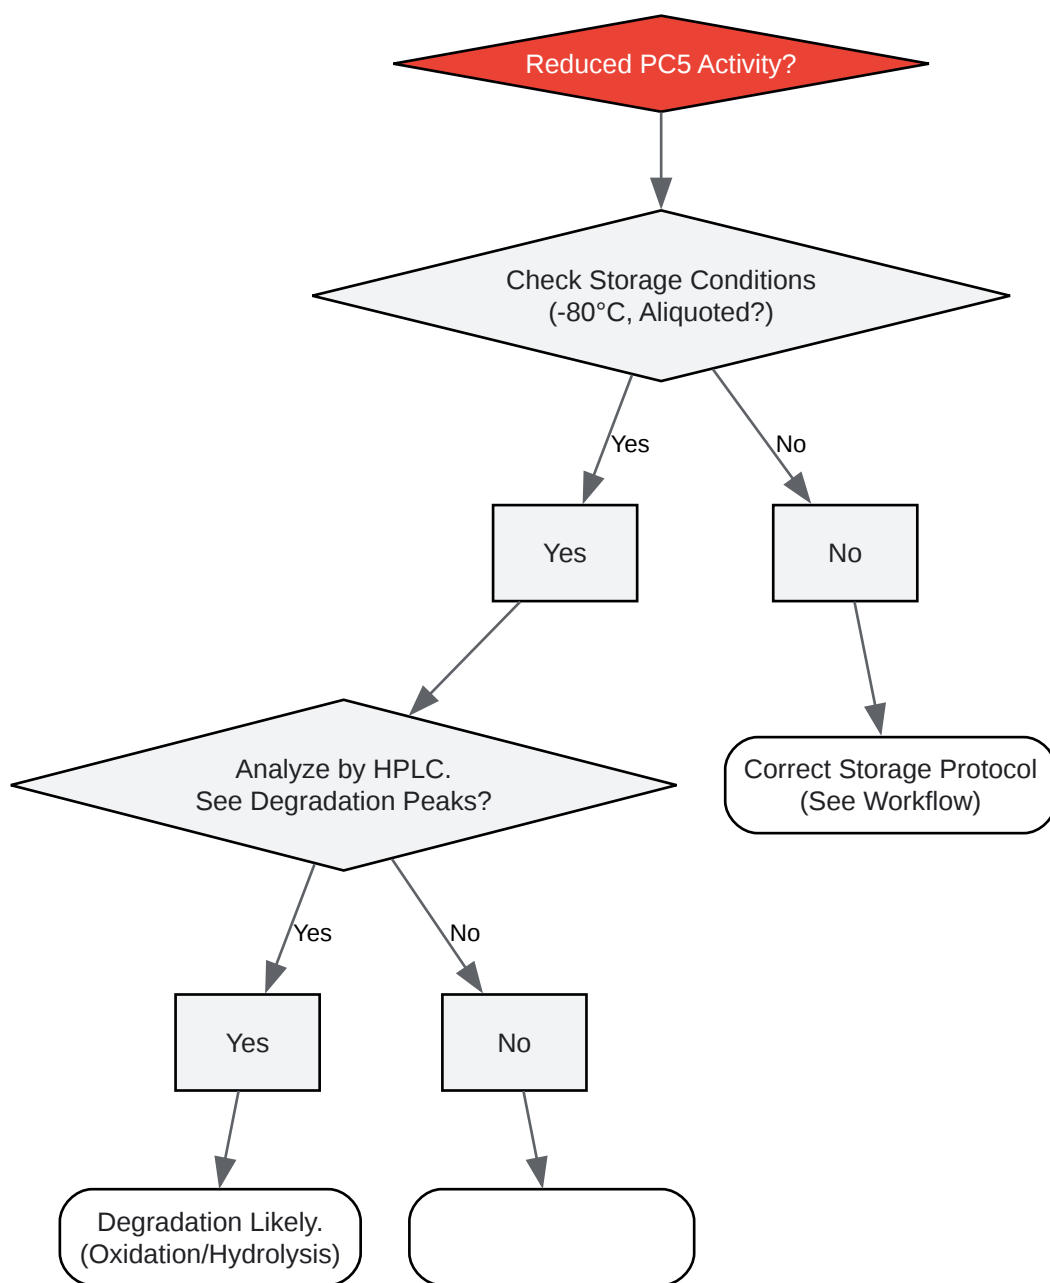 Reduced PC5 Activity?
Check Storage Conditions
(-80°C, Aliquoted?)
Yes
No
Yes
No
Analyze by HPLC.
See Degradation Peaks?
Correct Storage Protocol
(See Workflow)
Yes
No
Yes
No
Degradation Likely.
(Oxidation/Hydrolysis)